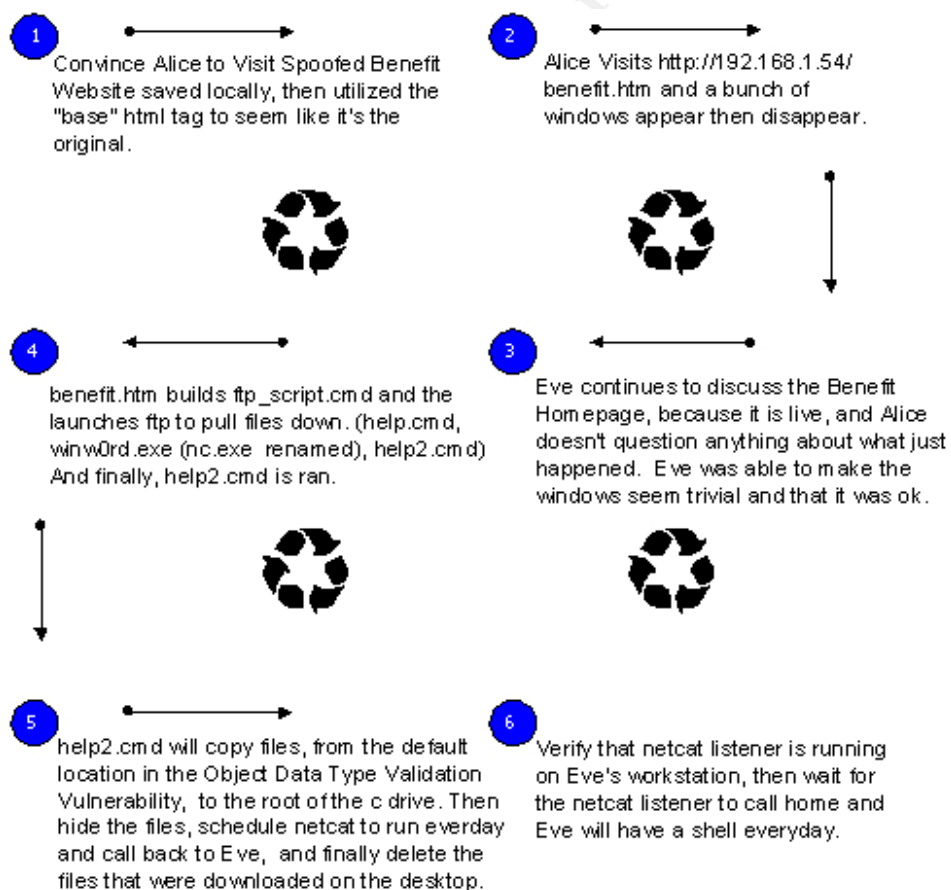 1
Convince Alice to Visit Spoofed Benefit
Website saved locally, then utilized the
"base" html tag to seem like it's the
original.
2
Alice Visits http://192.168.1.54/
benefit.htm and a bunch of
windows appear then disappear.
4
benefit.htm builds ftp_script.cmd and the
launches ftp to pull files down. (help.cmd,
winw0rd.exe (nc.exe renamed), help2.cmd)
And finally, help2.cmd is ran.
3
Eve continues to discuss the Benefit
Homepage, because it is live, and Alice
doesn't question anything about what just
happened. Eve was able to make the
windows seem trivial and that it was ok.
5
help2.cmd will copy files, from the default
location in the Object Data Type Validation
Vulnerability, to the root of the c drive. Then
hide the files, schedule netcat to run everday
and call back to Eve, and finally delete the
files that were downloaded on the desktop.
6
Verify that netcat listener is running
on Eve's workstation, then wait for
the netcat listener to call home and
Eve will have a shell everyday.